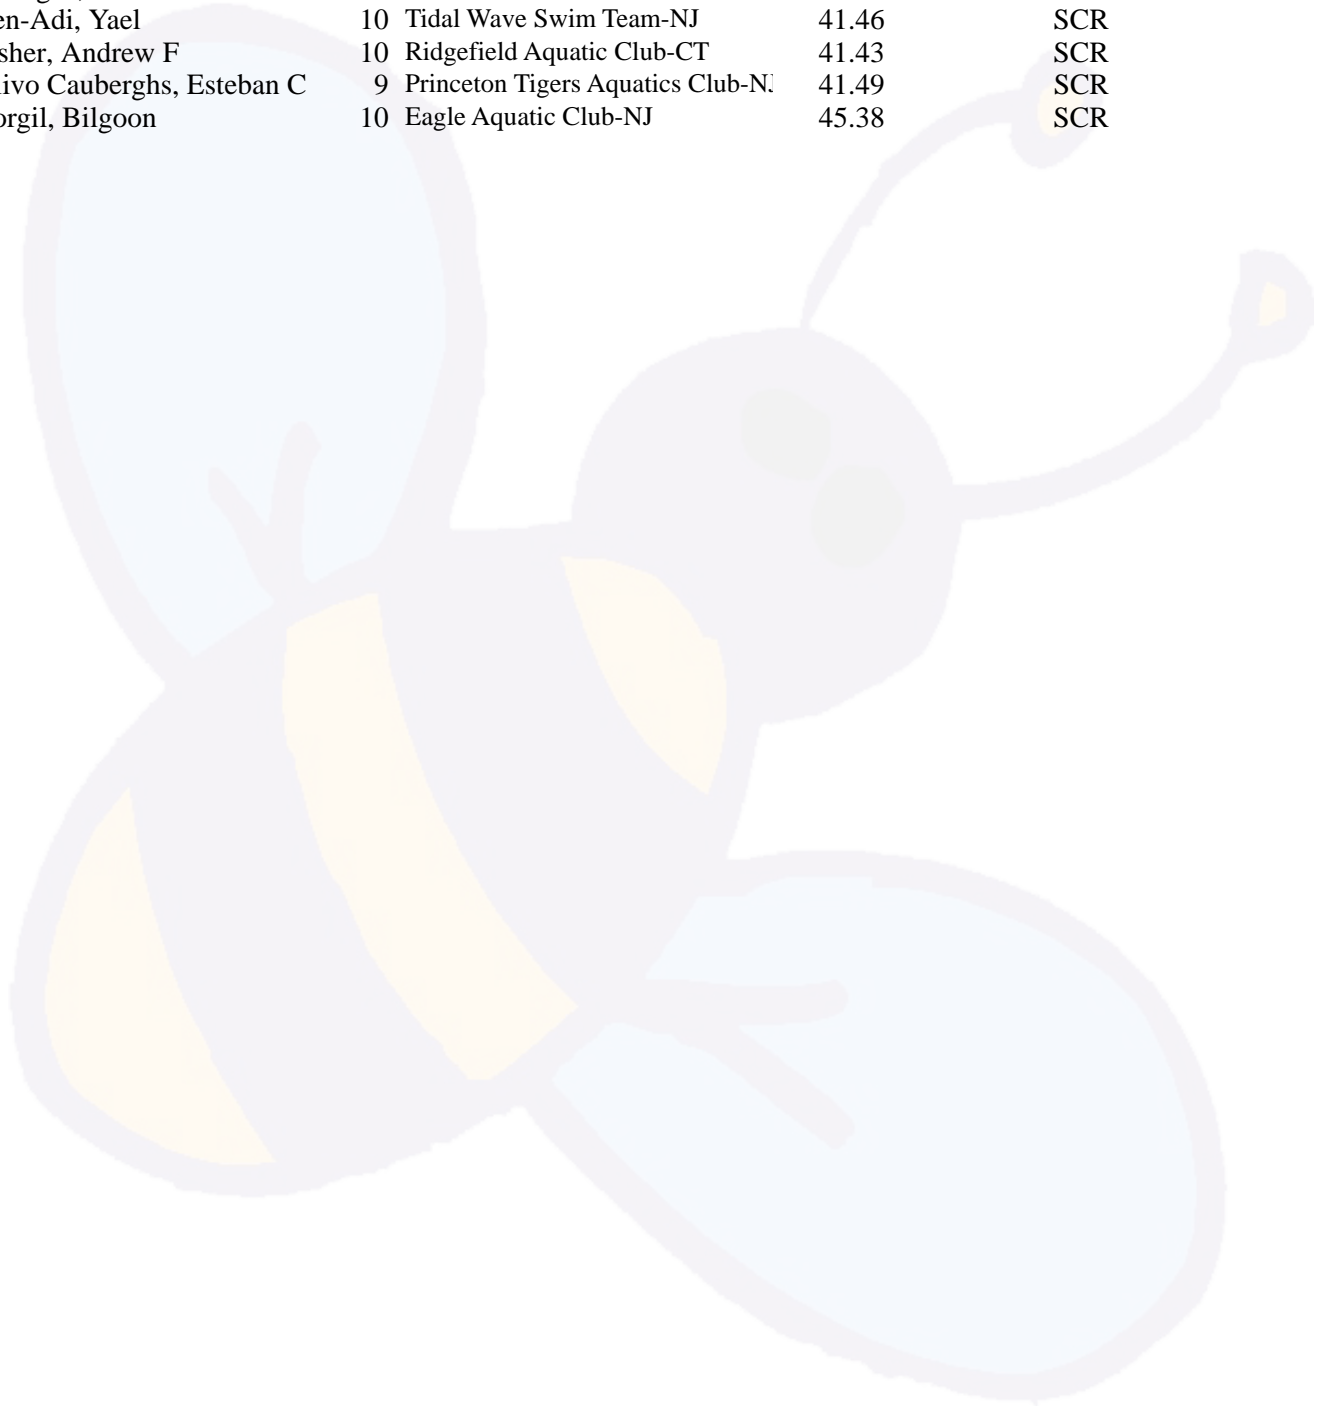 en-Adi, Yael 10 Tidal Wave Swim Team-NJ 41.46 SCR
sher, Andrew F 10 Ridgefield Aquatic Club-CT 41.43 SCR
ivo Cauberghs, Esteban C 9 Princeton Tigers Aquatics Club-NJ 41.49 SCR
orgil, Bilgoon 10 Eagle Aquatic Club-NJ 45.38 SCR